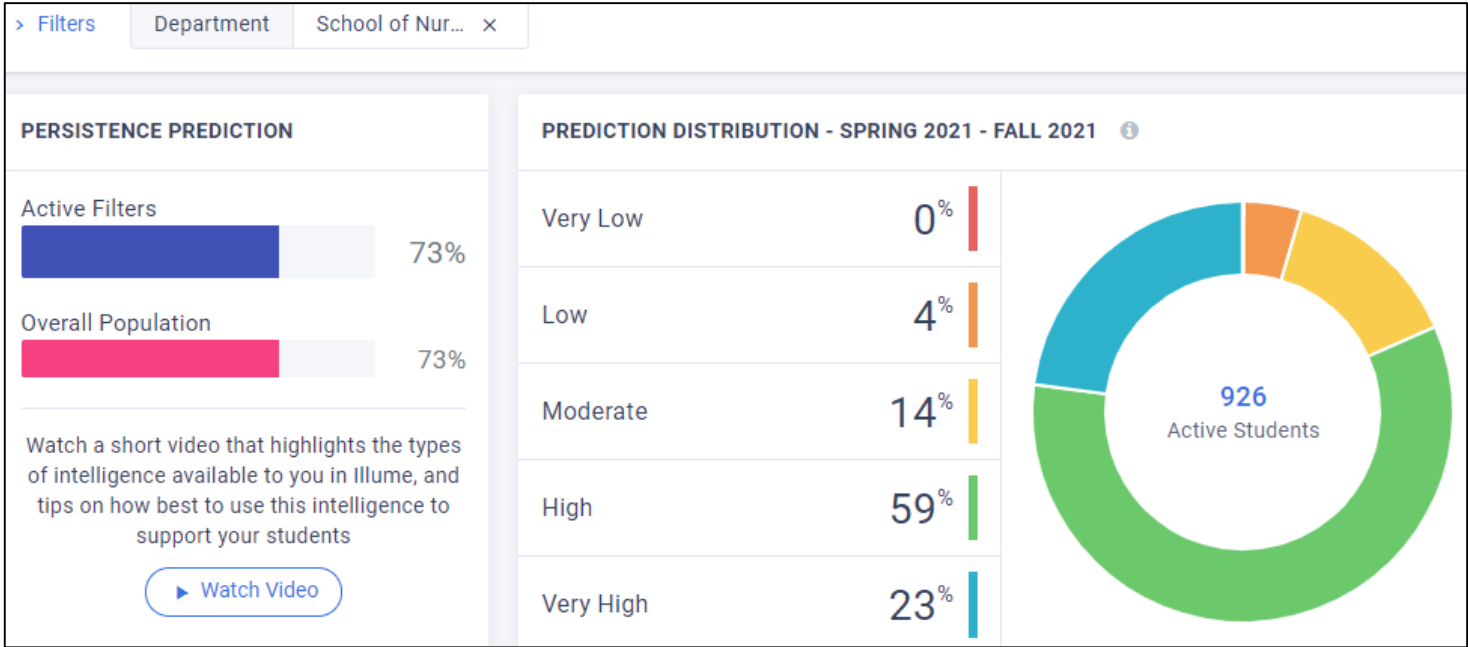 > Filters Department School of Nur... ×
PERSISTENCE PREDICTION
Active Filters
73%
Overall Population
73%
Watch a short video that highlights the types
of intelligence available to you in Illume, and
tips on how best to use this intelligence to
support your students
Watch Video
PREDICTION DISTRIBUTION - SPRING 2021 - FALL 2021 i
Very Low 0%
Low 4%
Moderate 14%
High 59%
Very High 23%
926
Active Students